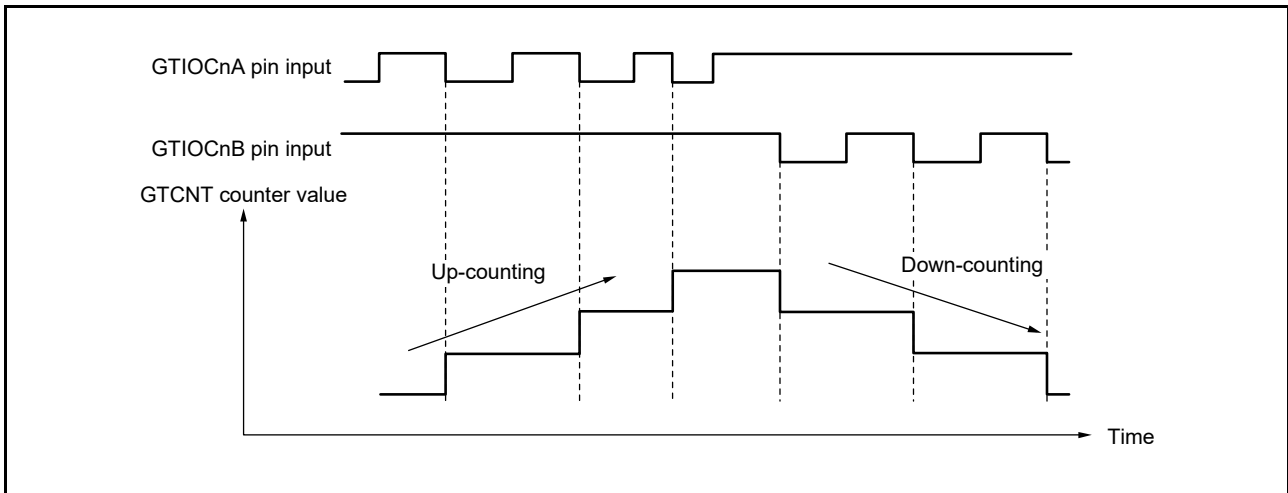 GTIOCnA pin input
GTIOCnB pin input
GTCNT counter value
Up-counting
Down-counting
Time